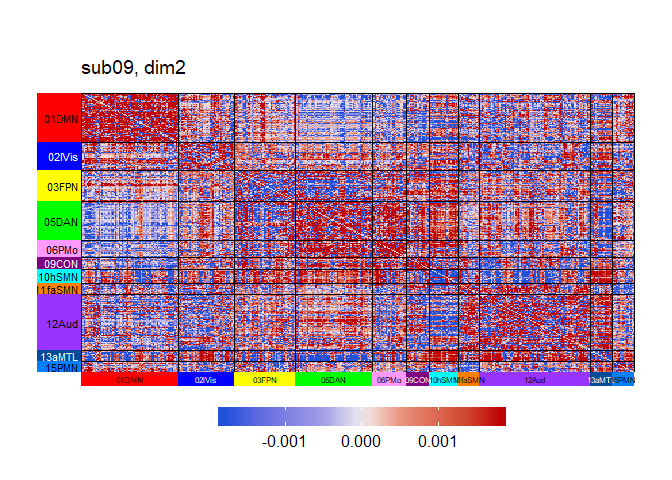 sub09, dim2
01DMN
02lVis
03FPN
05DAN
06PMo
09CON
10hSMN
11faSMN
12Aud
13aMTL
15PMN
01DMN
02lVis
03FPN
05DAN
06PMo
09CON
10hSMN
11faSMN
12Aud
13aMTL
15PMN
-0.001 0.000 0.001